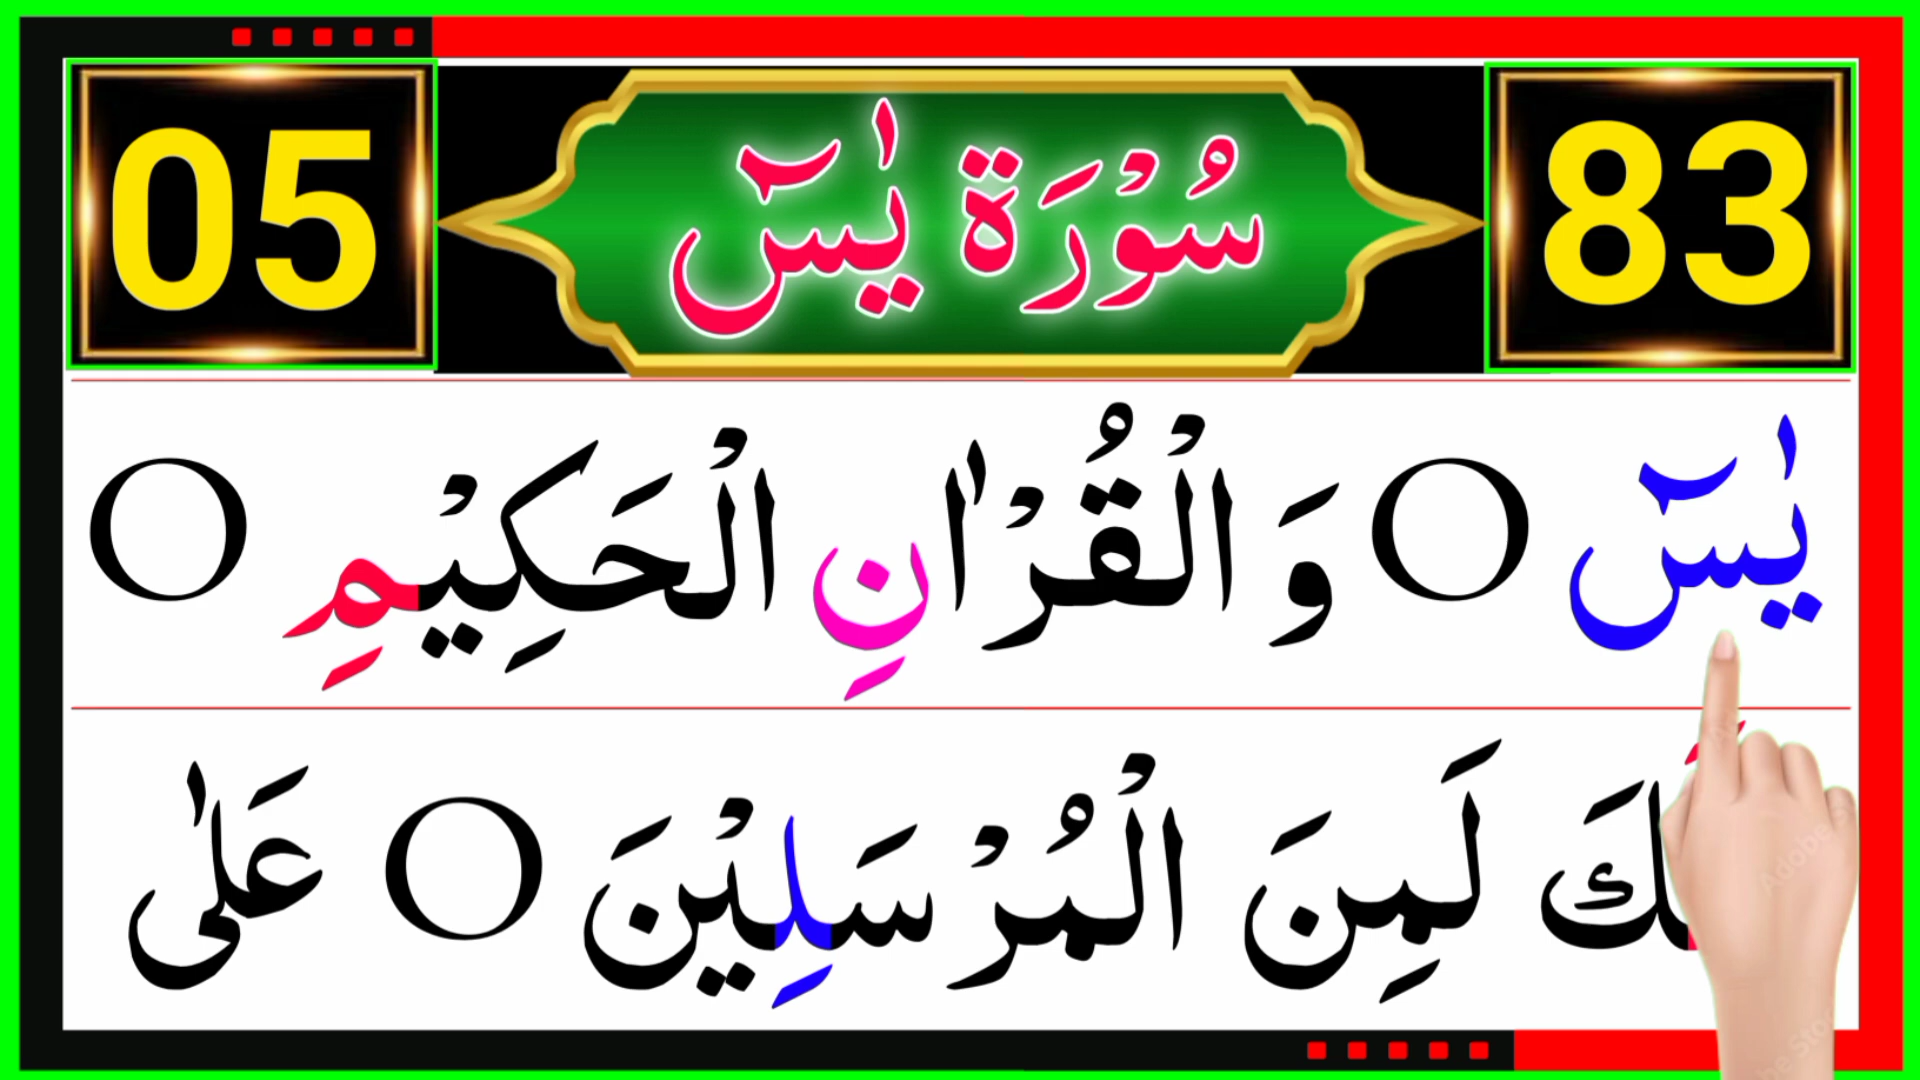 05 سُوْرَة يٰسٓ 83
يٰسٓ ○ وَ الْقُرْاٰنِ الْحَكِيْمِ ○
لَمِنَ الْمُرْسَلِيْنَ ○ عَلٰى